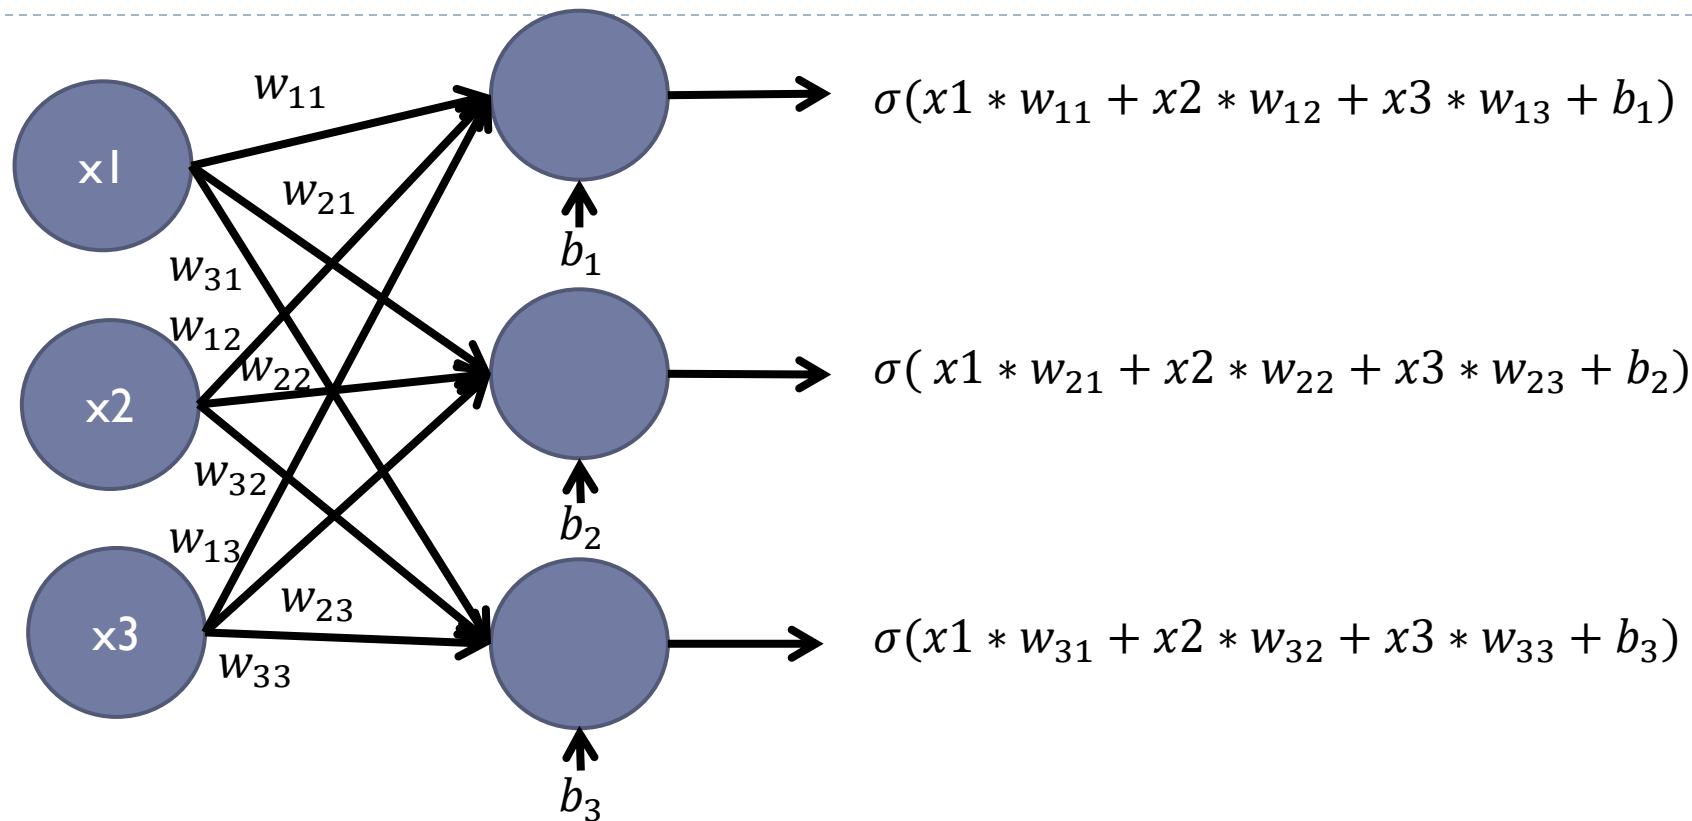 w₁₁
σ(x1 * w₁₁ + x2 * w₁₂ + x3 * w₁₃ + b₁)
x1
w₂₁
b₁
w₃₁
w₁₂
w₂₂
σ( x1 * w₂₁ + x2 * w₂₂ + x3 * w₂₃ + b₂)
x2
w₃₂
b₂
w₁₃
w₂₃
x3
σ(x1 * w₃₁ + x2 * w₃₂ + x3 * w₃₃ + b₃)
w₃₃
b₃